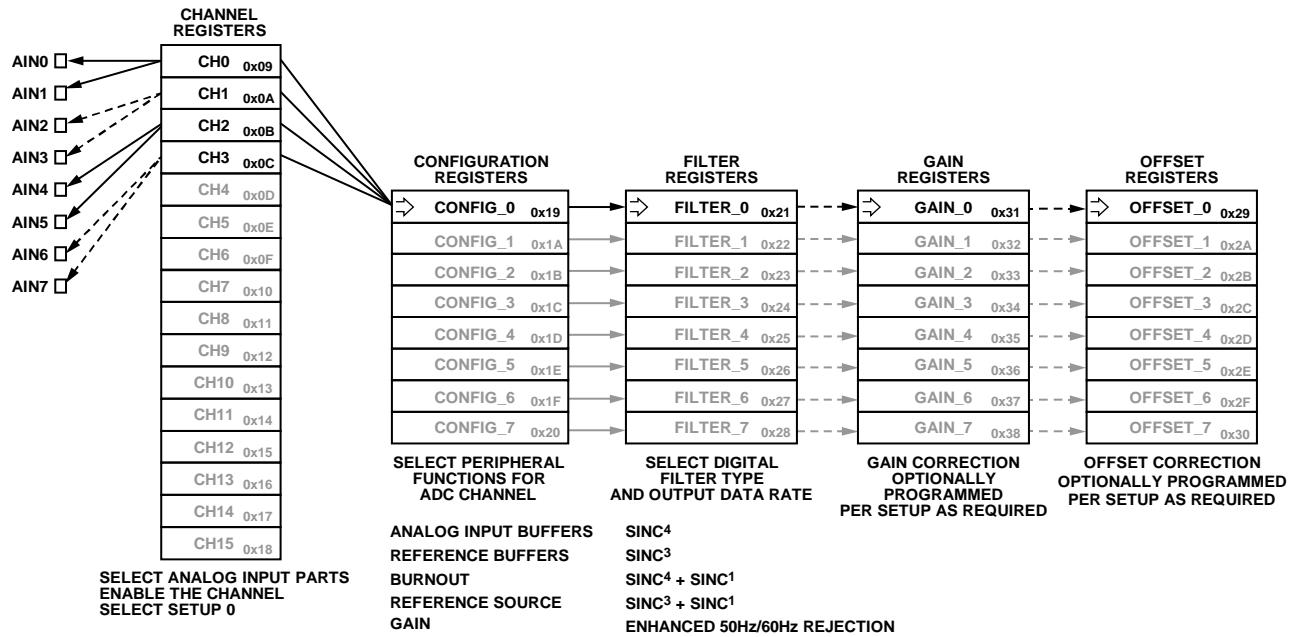 CHANNEL
REGISTERS
AIN0
AIN1
AIN2
AIN3
AIN4
AIN5
AIN6
AIN7
CH0 0x09
CH1 0x0A
CH2 0x0B
CH3 0x0C
CH4 0x0D
CH5 0x0E
CH6 0x0F
CH7 0x10
CH8 0x11
CH9 0x12
CH10 0x13
CH11 0x14
CH12 0x15
CH13 0x16
CH14 0x17
CH15 0x18
SELECT ANALOG INPUT PARTS
ENABLE THE CHANNEL
SELECT SETUP 0
CONFIGURATION
REGISTERS
CONFIG_0 0x19
CONFIG_1 0x1A
CONFIG_2 0x1B
CONFIG_3 0x1C
CONFIG_4 0x1D
CONFIG_5 0x1E
CONFIG_6 0x1F
CONFIG_7 0x20
SELECT PERIPHERAL
FUNCTIONS FOR
ADC CHANNEL
ANALOG INPUT BUFFERS
REFERENCE BUFFERS
BURNOUT
REFERENCE SOURCE
GAIN
FILTER
REGISTERS
FILTER_0 0x21
FILTER_1 0x22
FILTER_2 0x23
FILTER_3 0x24
FILTER_4 0x25
FILTER_5 0x26
FILTER_6 0x27
FILTER_7 0x28
SELECT DIGITAL
FILTER TYPE
AND OUTPUT DATA RATE
SINC4
SINC3
SINC4 + SINC1
SINC3 + SINC1
ENHANCED 50Hz/60Hz REJECTION
GAIN
REGISTERS
GAIN_0 0x31
GAIN_1 0x32
GAIN_2 0x33
GAIN_3 0x34
GAIN_4 0x35
GAIN_5 0x36
GAIN_6 0x37
GAIN_7 0x38
GAIN CORRECTION
OPTIONALLY
PROGRAMMED
PER SETUP AS REQUIRED
OFFSET
REGISTERS
OFFSET_0 0x29
OFFSET_1 0x2A
OFFSET_2 0x2B
OFFSET_3 0x2C
OFFSET_4 0x2D
OFFSET_5 0x2E
OFFSET_6 0x2F
OFFSET_7 0x30
OFFSET CORRECTION
OPTIONALLY PROGRAMMED
PER SETUP AS REQUIRED